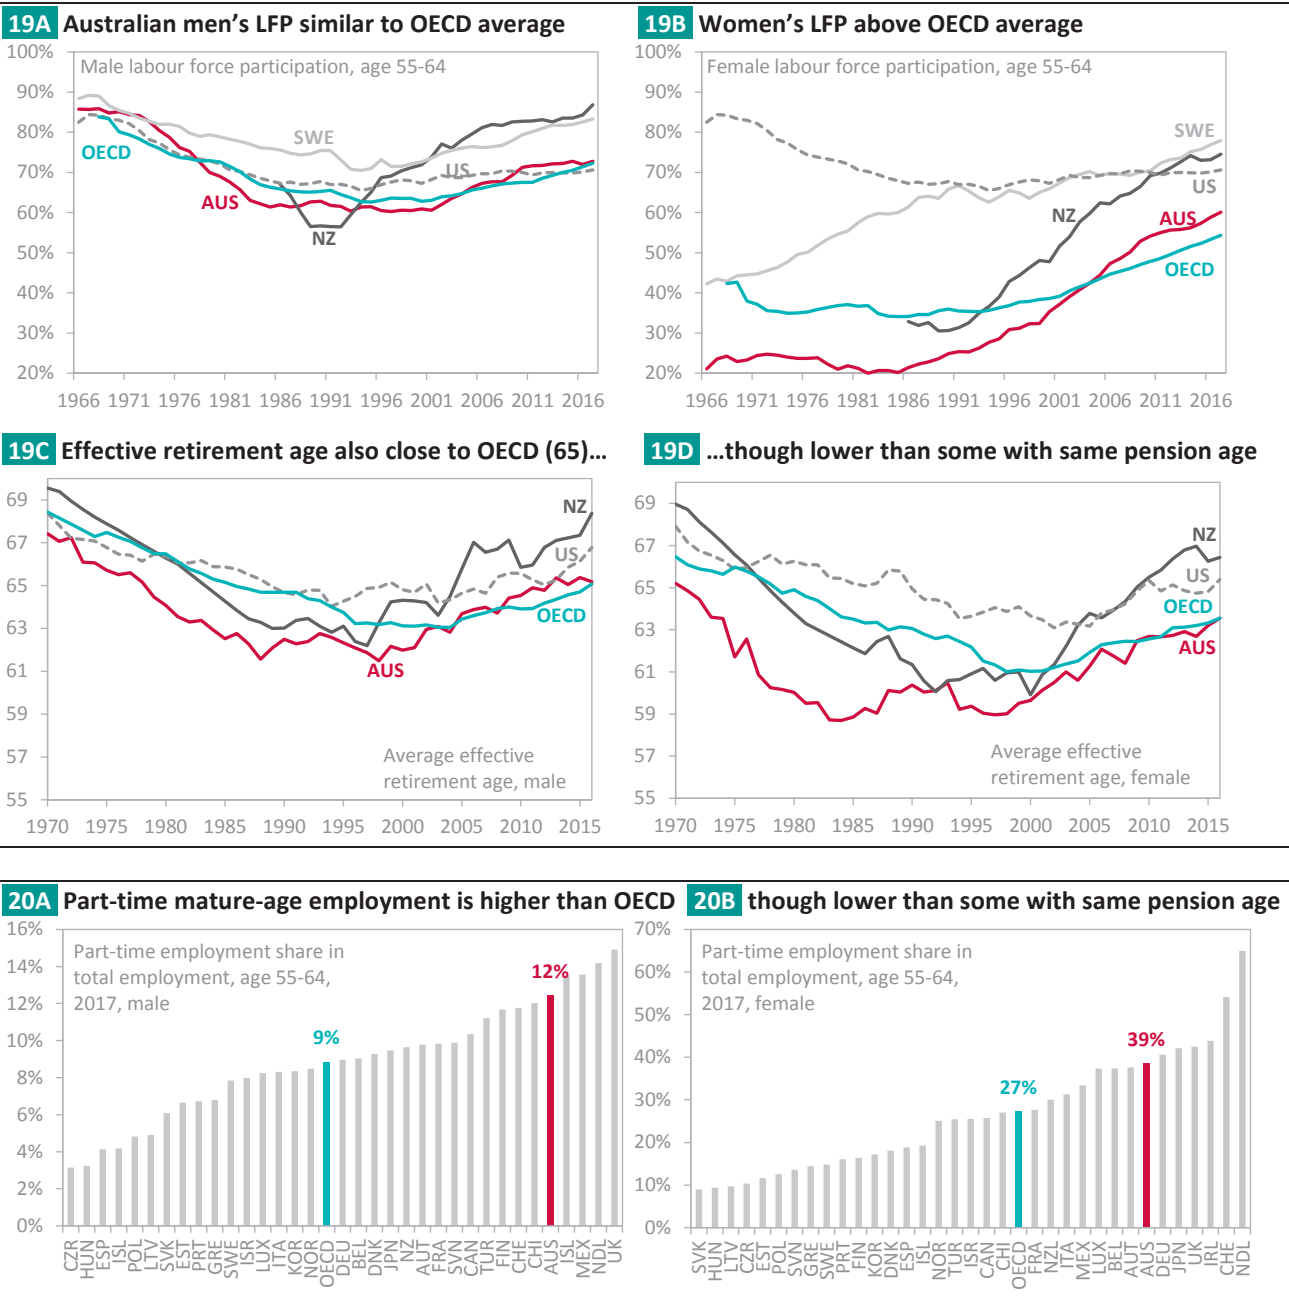 19A Australian men's LFP similar to OECD average
100%
90%
80%
70%
60%
50%
40%
30%
20%
Male labour force participation, age 55-64
SWE
OECD
US
AUS
NZ
1966 1971 1976 1981 1986 1991 1996 2001 2006 2011 2016
19B Women's LFP above OECD average
100%
90%
80%
70%
60%
50%
40%
30%
20%
Female labour force participation, age 55-64
SWE
US
NZ
AUS
OECD
1966 1971 1976 1981 1986 1991 1996 2001 2006 2011 2016
19C Effective retirement age also close to OECD (65)...
69
67
65
63
61
59
57
55
NZ
US
OECD
AUS
Average effective
retirement age, male
1970 1975 1980 1985 1990 1995 2000 2005 2010 2015
19D ...though lower than some with same pension age
69
67
65
63
61
59
57
55
NZ
US
OECD
AUS
Average effective
retirement age, female
1970 1975 1980 1985 1990 1995 2000 2005 2010 2015
20A Part-time mature-age employment is higher than OECD
16%
14%
12%
10%
8%
6%
4%
2%
0%
Part-time employment share in
total employment, age 55-64,
2017, male
12%
9%
CZR HUN ESP ISL POL LTV SVK EST PRT GRE SWE ISR LUX ITA KOR NOR OECD DEU BEL DNK JPN NZ AUT FRA SVN CAN TUR FIN CHE CHI AUS ISL MEX NDL UK
20B though lower than some with same pension age
70%
60%
50%
40%
30%
20%
10%
0%
Part-time employment share in
total employment, age 55-64,
2017, female
39%
27%
SVK HUN LTV CZR EST POL SVN GRE SWE PRT FIN KOR DNK ESP ISL NOR TUR ISR CAN CHI OECD FRA NZL ITA MEX LUX BEL AUT AUS DEU JPN UK IRL CHE NDL